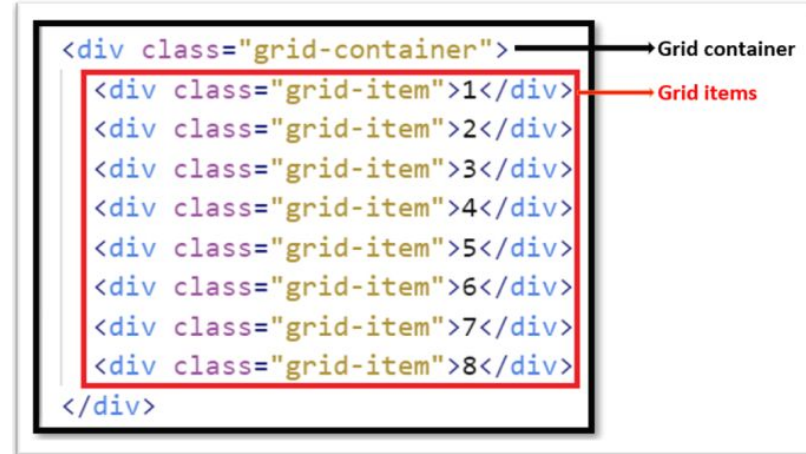 <div class="grid-container">
Grid container
<div class="grid-item">1</div>
Grid items
<div class="grid-item">2</div>
<div class="grid-item">3</div>
<div class="grid-item">4</div>
<div class="grid-item">5</div>
<div class="grid-item">6</div>
<div class="grid-item">7</div>
<div class="grid-item">8</div>
</div>